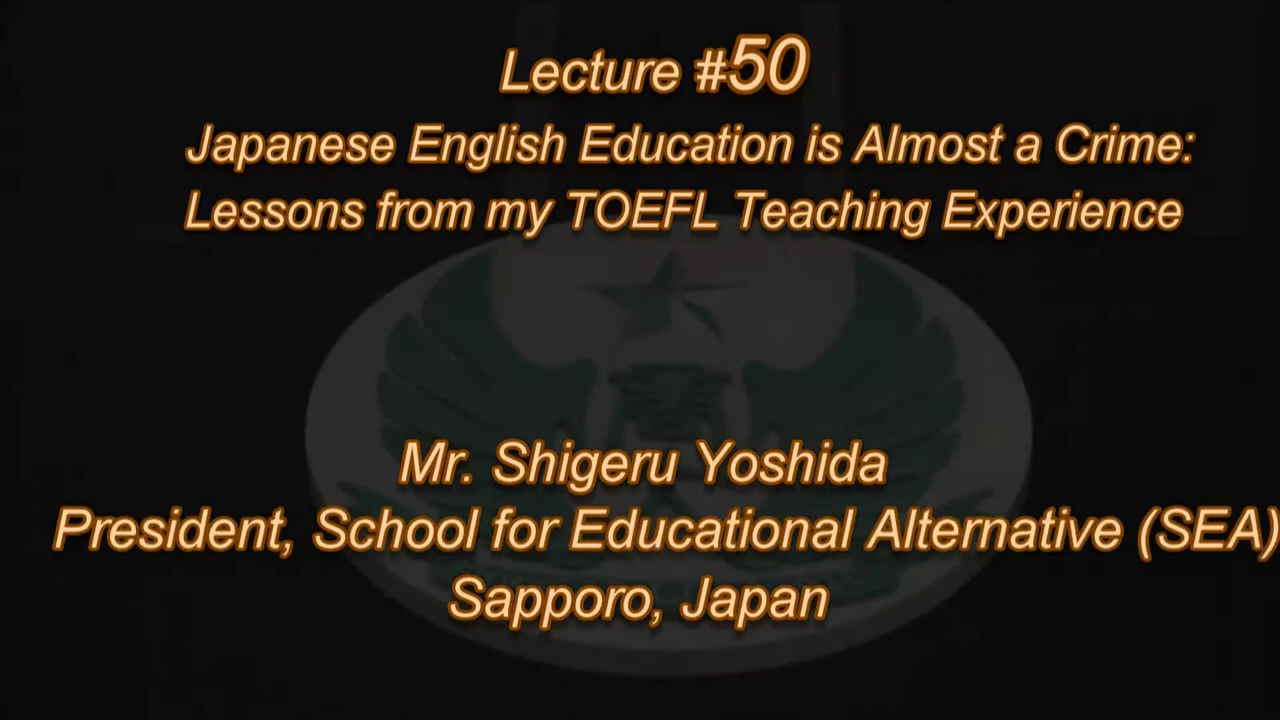 Lecture #50
Japanese English Education is Almost a Crime:
Lessons from my TOEFL Teaching Experience
Mr. Shigeru Yoshida
President, School for Educational Alternative (SEA)
Sapporo, Japan